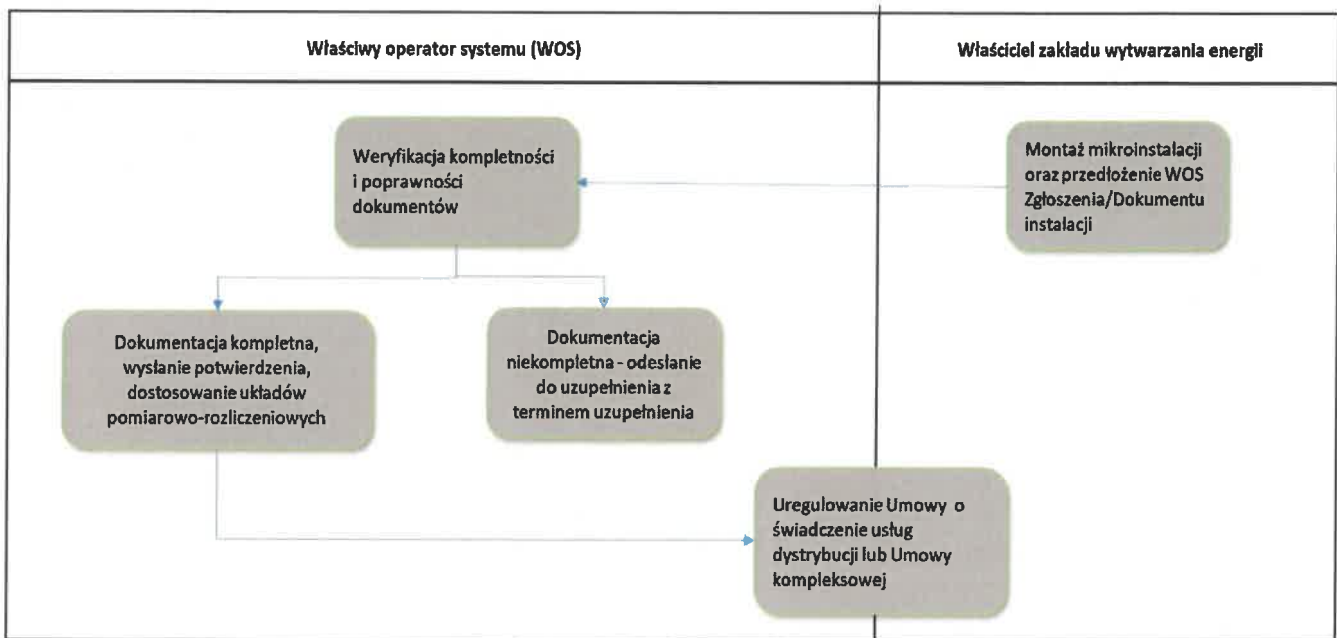 Właściwy operator systemu (WOS)
Właściciel zakładu wytwarzania energii
Weryfikacja kompletności
i poprawności
dokumentów
Montaż mikroinstalacji
oraz przedłożenie WOS
Zgłoszenia/Dokumentu
instalacji
Dokumentacja kompletna,
wysłanie potwierdzenia,
dostosowanie układów
pomiarowo-rozliczeniowych
Dokumentacja
niekompletna - odesłanie
do uzupełnienia z
terminem uzupełnienia
Uregulowanie Umowy o
świadczenie usług
dystrybucji lub Umowy
kompleksowej